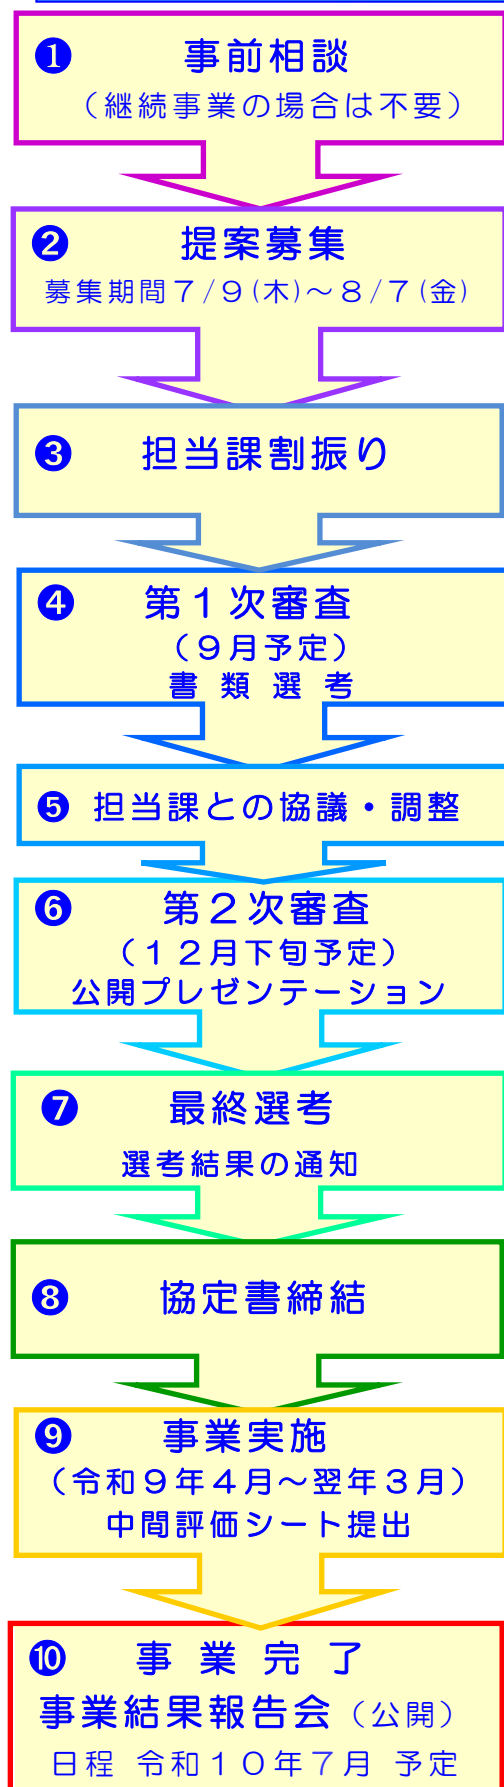 ❶ 事前相談
（継続事業の場合は不要）
❷ 提案募集
募集期間７/９(木)～８/７(金)
❸ 担当課割振り
❹ 第１次審査
（９月予定）
書 類 選 考
❺ 担当課との協議・調整
❻ 第２次審査
（１２月下旬予定）
公開プレゼンテーション
❼ 最終選考
選考結果の通知
❽ 協定書締結
❾ 事業実施
（令和９年４月～翌年３月）
中間評価シート提出
❿ 事 業 完 了
事業結果報告会（公開）
日程 令和１０年７月 予定